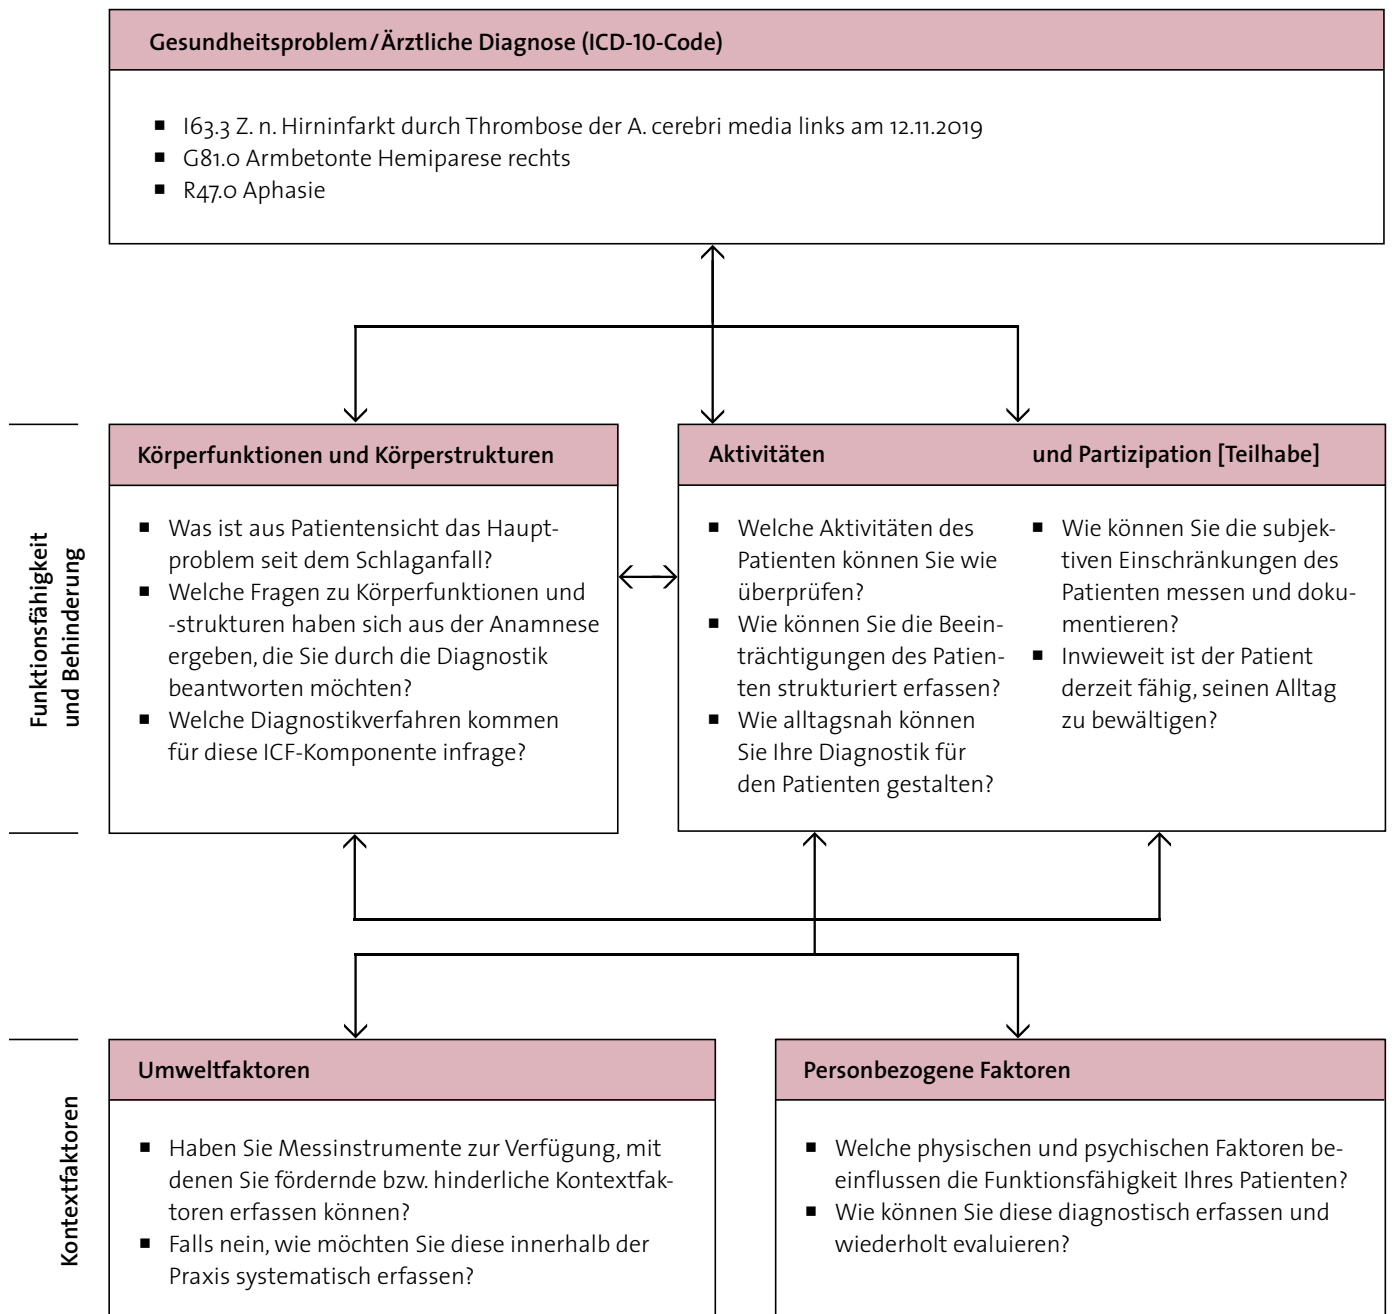 Gesundheitsproblem/Ärztliche Diagnose (ICD-10-Code)
■ I63.3 Z. n. Hirninfarkt durch Thrombose der A. cerebri media links am 12.11.2019
■ G81.0 Armbetonte Hemiparese rechts
■ R47.0 Aphasie
Funktionsfähigkeit
und Behinderung
Körperfunktionen und Körperstrukturen
■ Was ist aus Patientensicht das Haupt-
problem seit dem Schlaganfall?
■ Welche Fragen zu Körperfunktionen und
-strukturen haben sich aus der Anamnese
ergeben, die Sie durch die Diagnostik
beantworten möchten?
■ Welche Diagnostikverfahren kommen
für diese ICF-Komponente infrage?
Aktivitäten
■ Welche Aktivitäten des
Patienten können Sie wie
überprüfen?
■ Wie können Sie die Beein-
trächtigungen des Patien-
ten strukturiert erfassen?
■ Wie alltagsnah können
Sie Ihre Diagnostik für
den Patienten gestalten?
und Partizipation [Teilhabe]
■ Wie können Sie die subjek-
tiven Einschränkungen des
Patienten messen und doku-
mentieren?
■ Inwieweit ist der Patient
derzeit fähig, seinen Alltag
zu bewältigen?
Kontextfaktoren
Umweltfaktoren
■ Haben Sie Messinstrumente zur Verfügung, mit
denen Sie fördernde bzw. hinderliche Kontextfak-
toren erfassen können?
■ Falls nein, wie möchten Sie diese innerhalb der
Praxis systematisch erfassen?
Personbezogene Faktoren
■ Welche physischen und psychischen Faktoren be-
einflussen die Funktionsfähigkeit Ihres Patienten?
■ Wie können Sie diese diagnostisch erfassen und
wiederholt evaluieren?